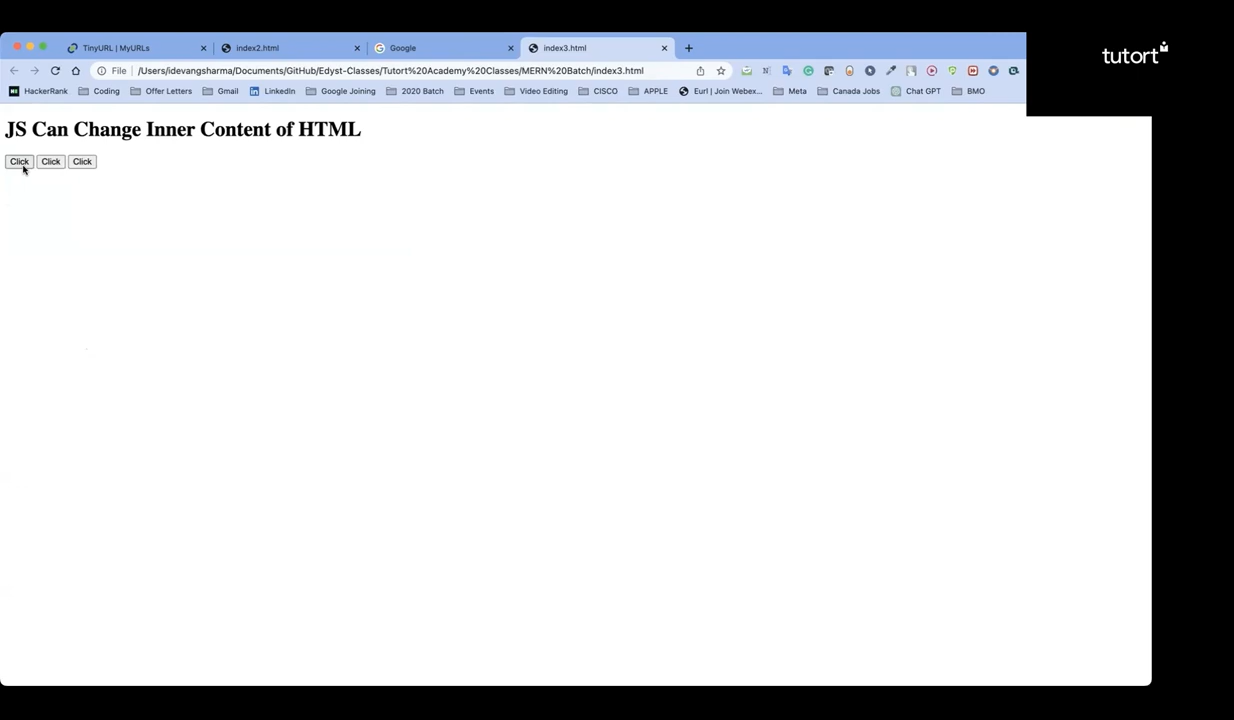 tutort
TinyURL | MyURLs
index2.html
Google
index3.html
File
/Users/idevangsharma/Documents/GitHub/Edyst-Classes/Tutort%20Academy%20Classes/MERN%20Batch/index3.html
HackerRank Coding Offer Letters Gmail LinkedIn Google Joining 2020 Batch Events Video Editing CISCO APPLE Eurl | Join Webex... Meta Canada Jobs Chat GPT BMO
JS Can Change Inner Content of HTML
Click Click Click